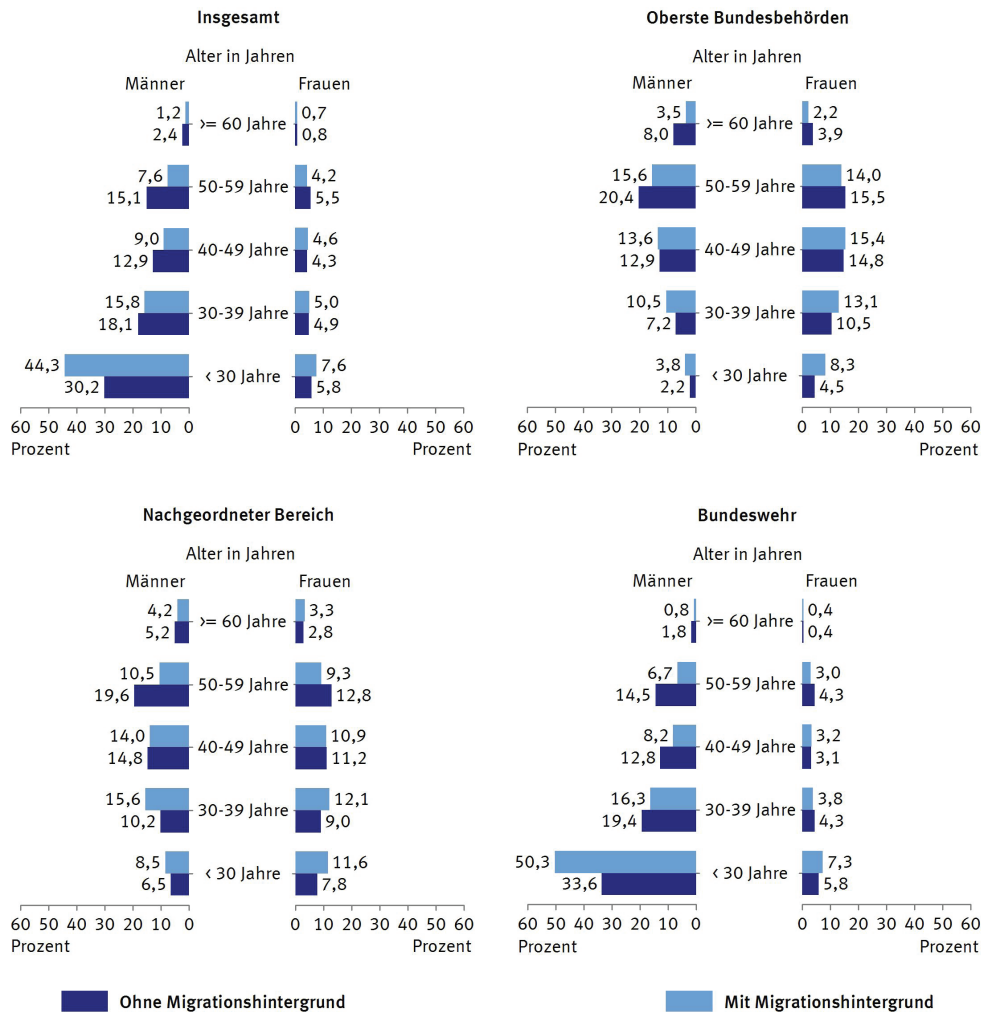 Insgesamt
Alter in Jahren
Männer Frauen
1,2 0,7
>= 60 Jahre
2,4 0,8
7,6 4,2
50-59 Jahre
15,1 5,5
9,0 4,6
40-49 Jahre
12,9 4,3
15,8 5,0
30-39 Jahre
18,1 4,9
44,3 7,6
< 30 Jahre
30,2 5,8
60 50 40 30 20 10 0 0 10 20 30 40 50 60
Prozent Prozent
Oberste Bundesbehörden
Alter in Jahren
Männer Frauen
3,5 2,2
>= 60 Jahre
8,0 3,9
15,6 14,0
50-59 Jahre
20,4 15,5
13,6 15,4
40-49 Jahre
12,9 14,8
10,5 13,1
30-39 Jahre
7,2 10,5
3,8 8,3
< 30 Jahre
2,2 4,5
60 50 40 30 20 10 0 0 10 20 30 40 50 60
Prozent Prozent
Nachgeordneter Bereich
Alter in Jahren
Männer Frauen
4,2 3,3
>= 60 Jahre
5,2 2,8
10,5 9,3
50-59 Jahre
19,6 12,8
14,0 10,9
40-49 Jahre
14,8 11,2
15,6 12,1
30-39 Jahre
10,2 9,0
8,5 11,6
< 30 Jahre
6,5 7,8
60 50 40 30 20 10 0 0 10 20 30 40 50 60
Prozent Prozent
Bundeswehr
Alter in Jahren
Männer Frauen
0,8 0,4
>= 60 Jahre
1,8 0,4
6,7 3,0
50-59 Jahre
14,5 4,3
8,2 3,2
40-49 Jahre
12,8 3,1
16,3 3,8
30-39 Jahre
19,4 4,3
50,3 7,3
< 30 Jahre
33,6 5,8
60 50 40 30 20 10 0 0 10 20 30 40 50 60
Prozent Prozent
Ohne Migrationshintergrund
Mit Migrationshintergrund